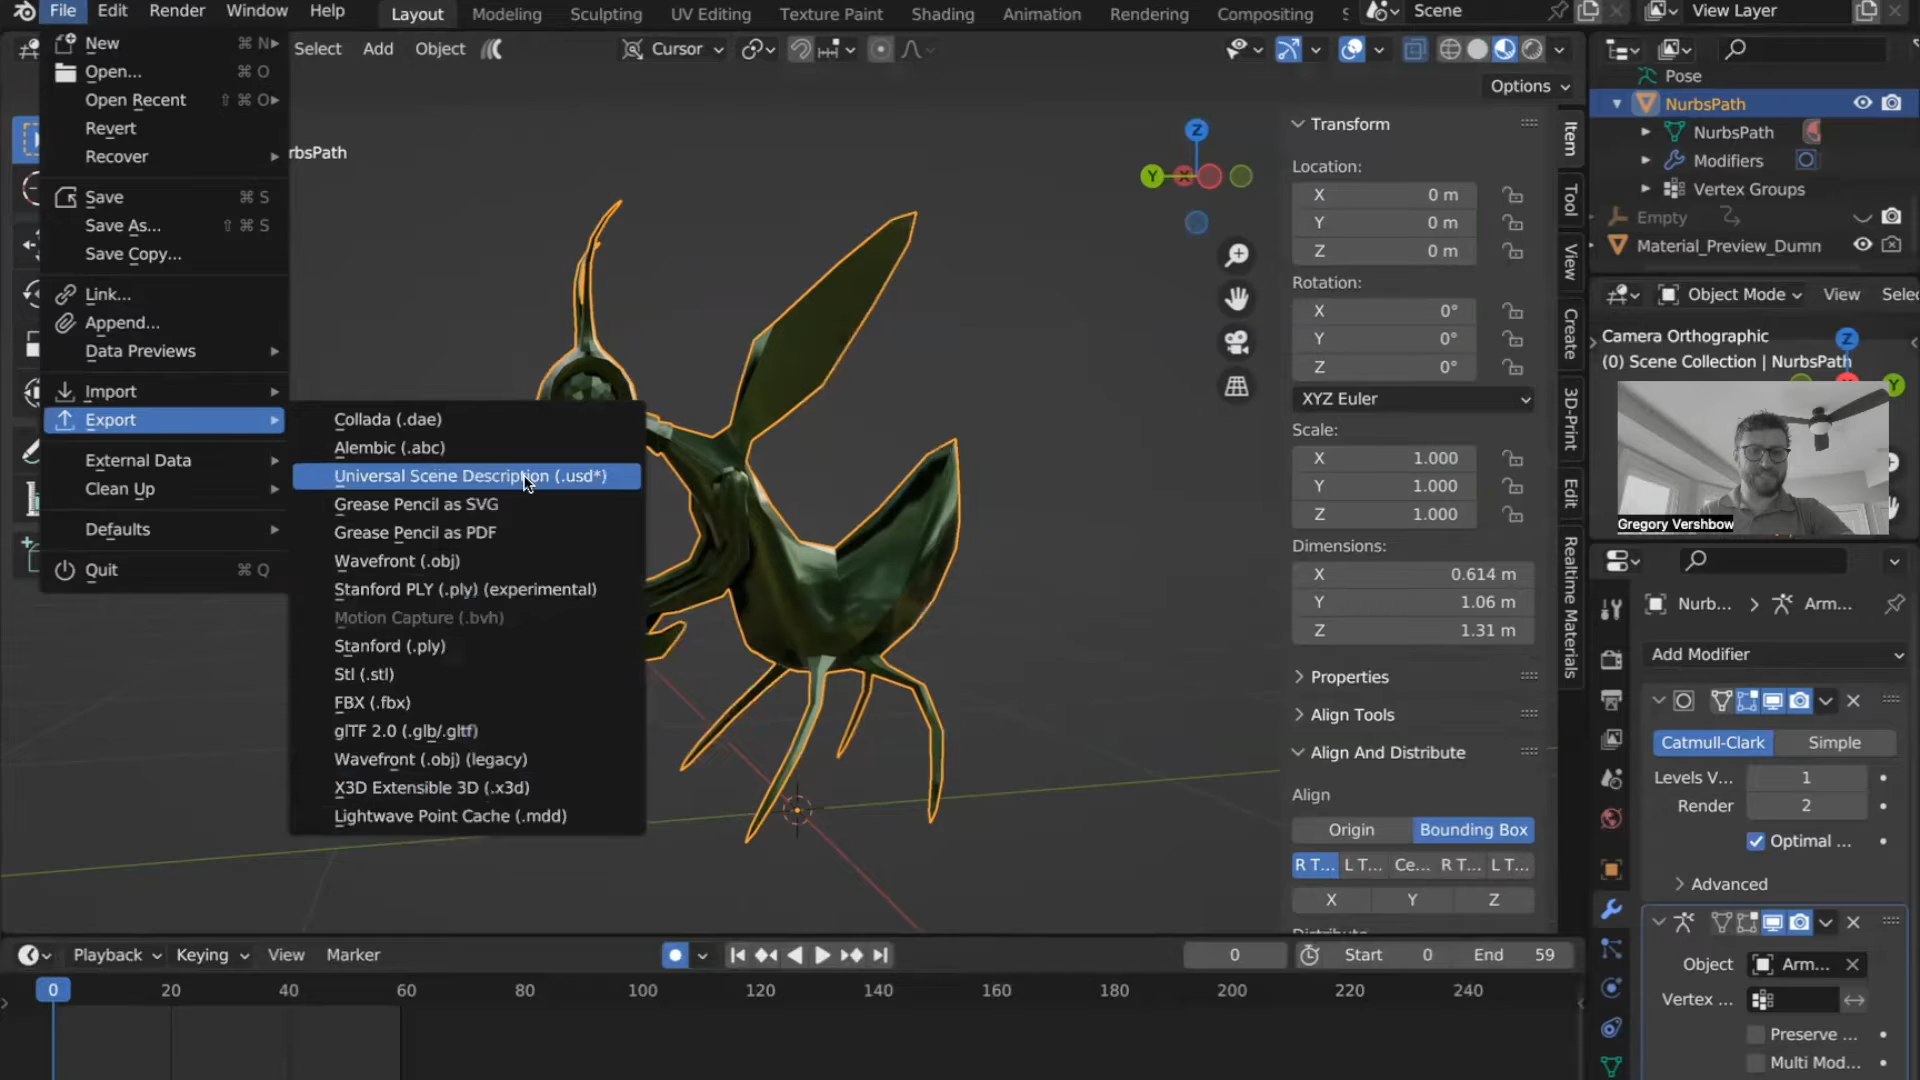 File Edit Render Window Help Layout Modeling Sculpting UV Editing Texture Paint Shading Animation Rendering Compositing Scene View Layer
Select Add Object Cursor
Options
New ⌘ N
Open... ⌘ O
Open Recent ⇧ ⌘ O
Revert
Recover
Save ⌘ S
Save As... ⇧ ⌘ S
Save Copy...
Link...
Append...
Data Previews
Import
Export
External Data
Clean Up
Defaults
Quit ⌘ Q
Collada (.dae)
Alembic (.abc)
Universal Scene Description (.usd*)
Grease Pencil as SVG
Grease Pencil as PDF
Wavefront (.obj)
Stanford PLY (.ply) (experimental)
Motion Capture (.bvh)
Stanford (.ply)
Stl (.stl)
FBX (.fbx)
glTF 2.0 (.glb/.gltf)
Wavefront (.obj) (legacy)
X3D Extensible 3D (.x3d)
Lightwave Point Cache (.mdd)
rbsPath
Z
Y
X
Transform
Location:
X 0 m
Y 0 m
Z 0 m
Rotation:
X 0°
Y 0°
Z 0°
XYZ Euler
Scale:
X 1.000
Y 1.000
Z 1.000
Dimensions:
X 0.614 m
Y 1.06 m
Z 1.31 m
Properties
Align Tools
Align And Distribute
Align
Origin Bounding Box
R T... L T... Ce... R T... L T...
X Y Z
Item
Tool
View
Create
3D-Print
Edit
Realtime Materials
Pose
NurbsPath
NurbsPath
Modifiers
Vertex Groups
Empty
Material_Preview_Dumn
Object Mode View Selec
Camera Orthographic
(0) Scene Collection | NurbsPath
Z
Y
Gregory Vershbow
Nurb... Arm...
Add Modifier
Catmull-Clark Simple
Levels V... 1
Render 2
Optimal ...
Advanced
Object Arm...
Vertex ...
Preserve ...
Multi Mod...
Playback Keying View Marker 0 Start 0 End 59
0 20 40 60 80 100 120 140 160 180 200 220 240